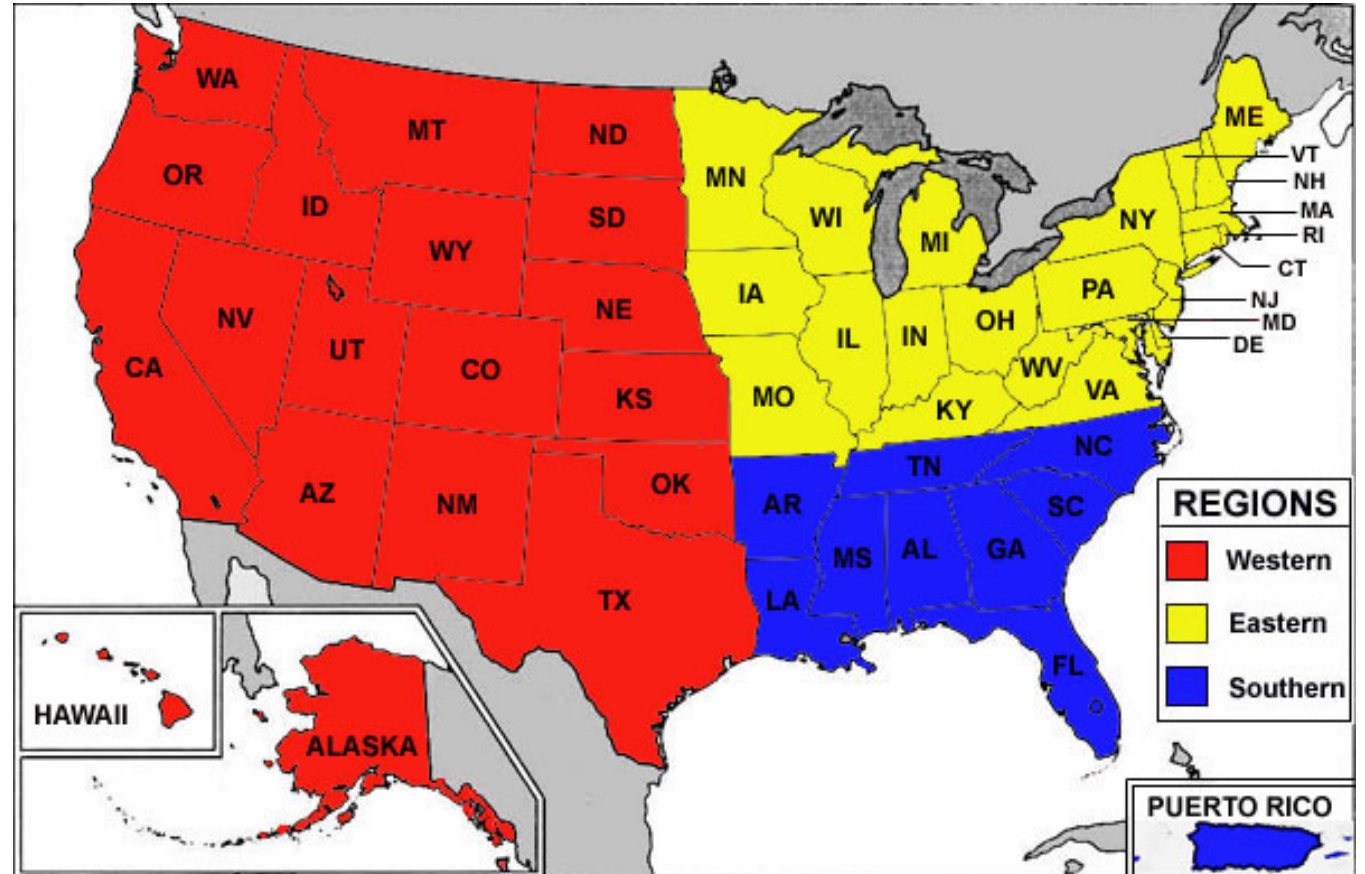 WA
MT
ND
MN
ME
VT
NH
MA
RI
CT
NJ
MD
DE
OR
ID
SD
WI
MI
NY
WY
NE
IA
PA
NV
UT
CO
IL
IN
OH
WV
VA
CA
KS
MO
KY
AZ
NM
OK
AR
TN
NC
SC
TX
LA
MS
AL
GA
FL
REGIONS
Western
Eastern
Southern
HAWAII
ALASKA
PUERTO RICO